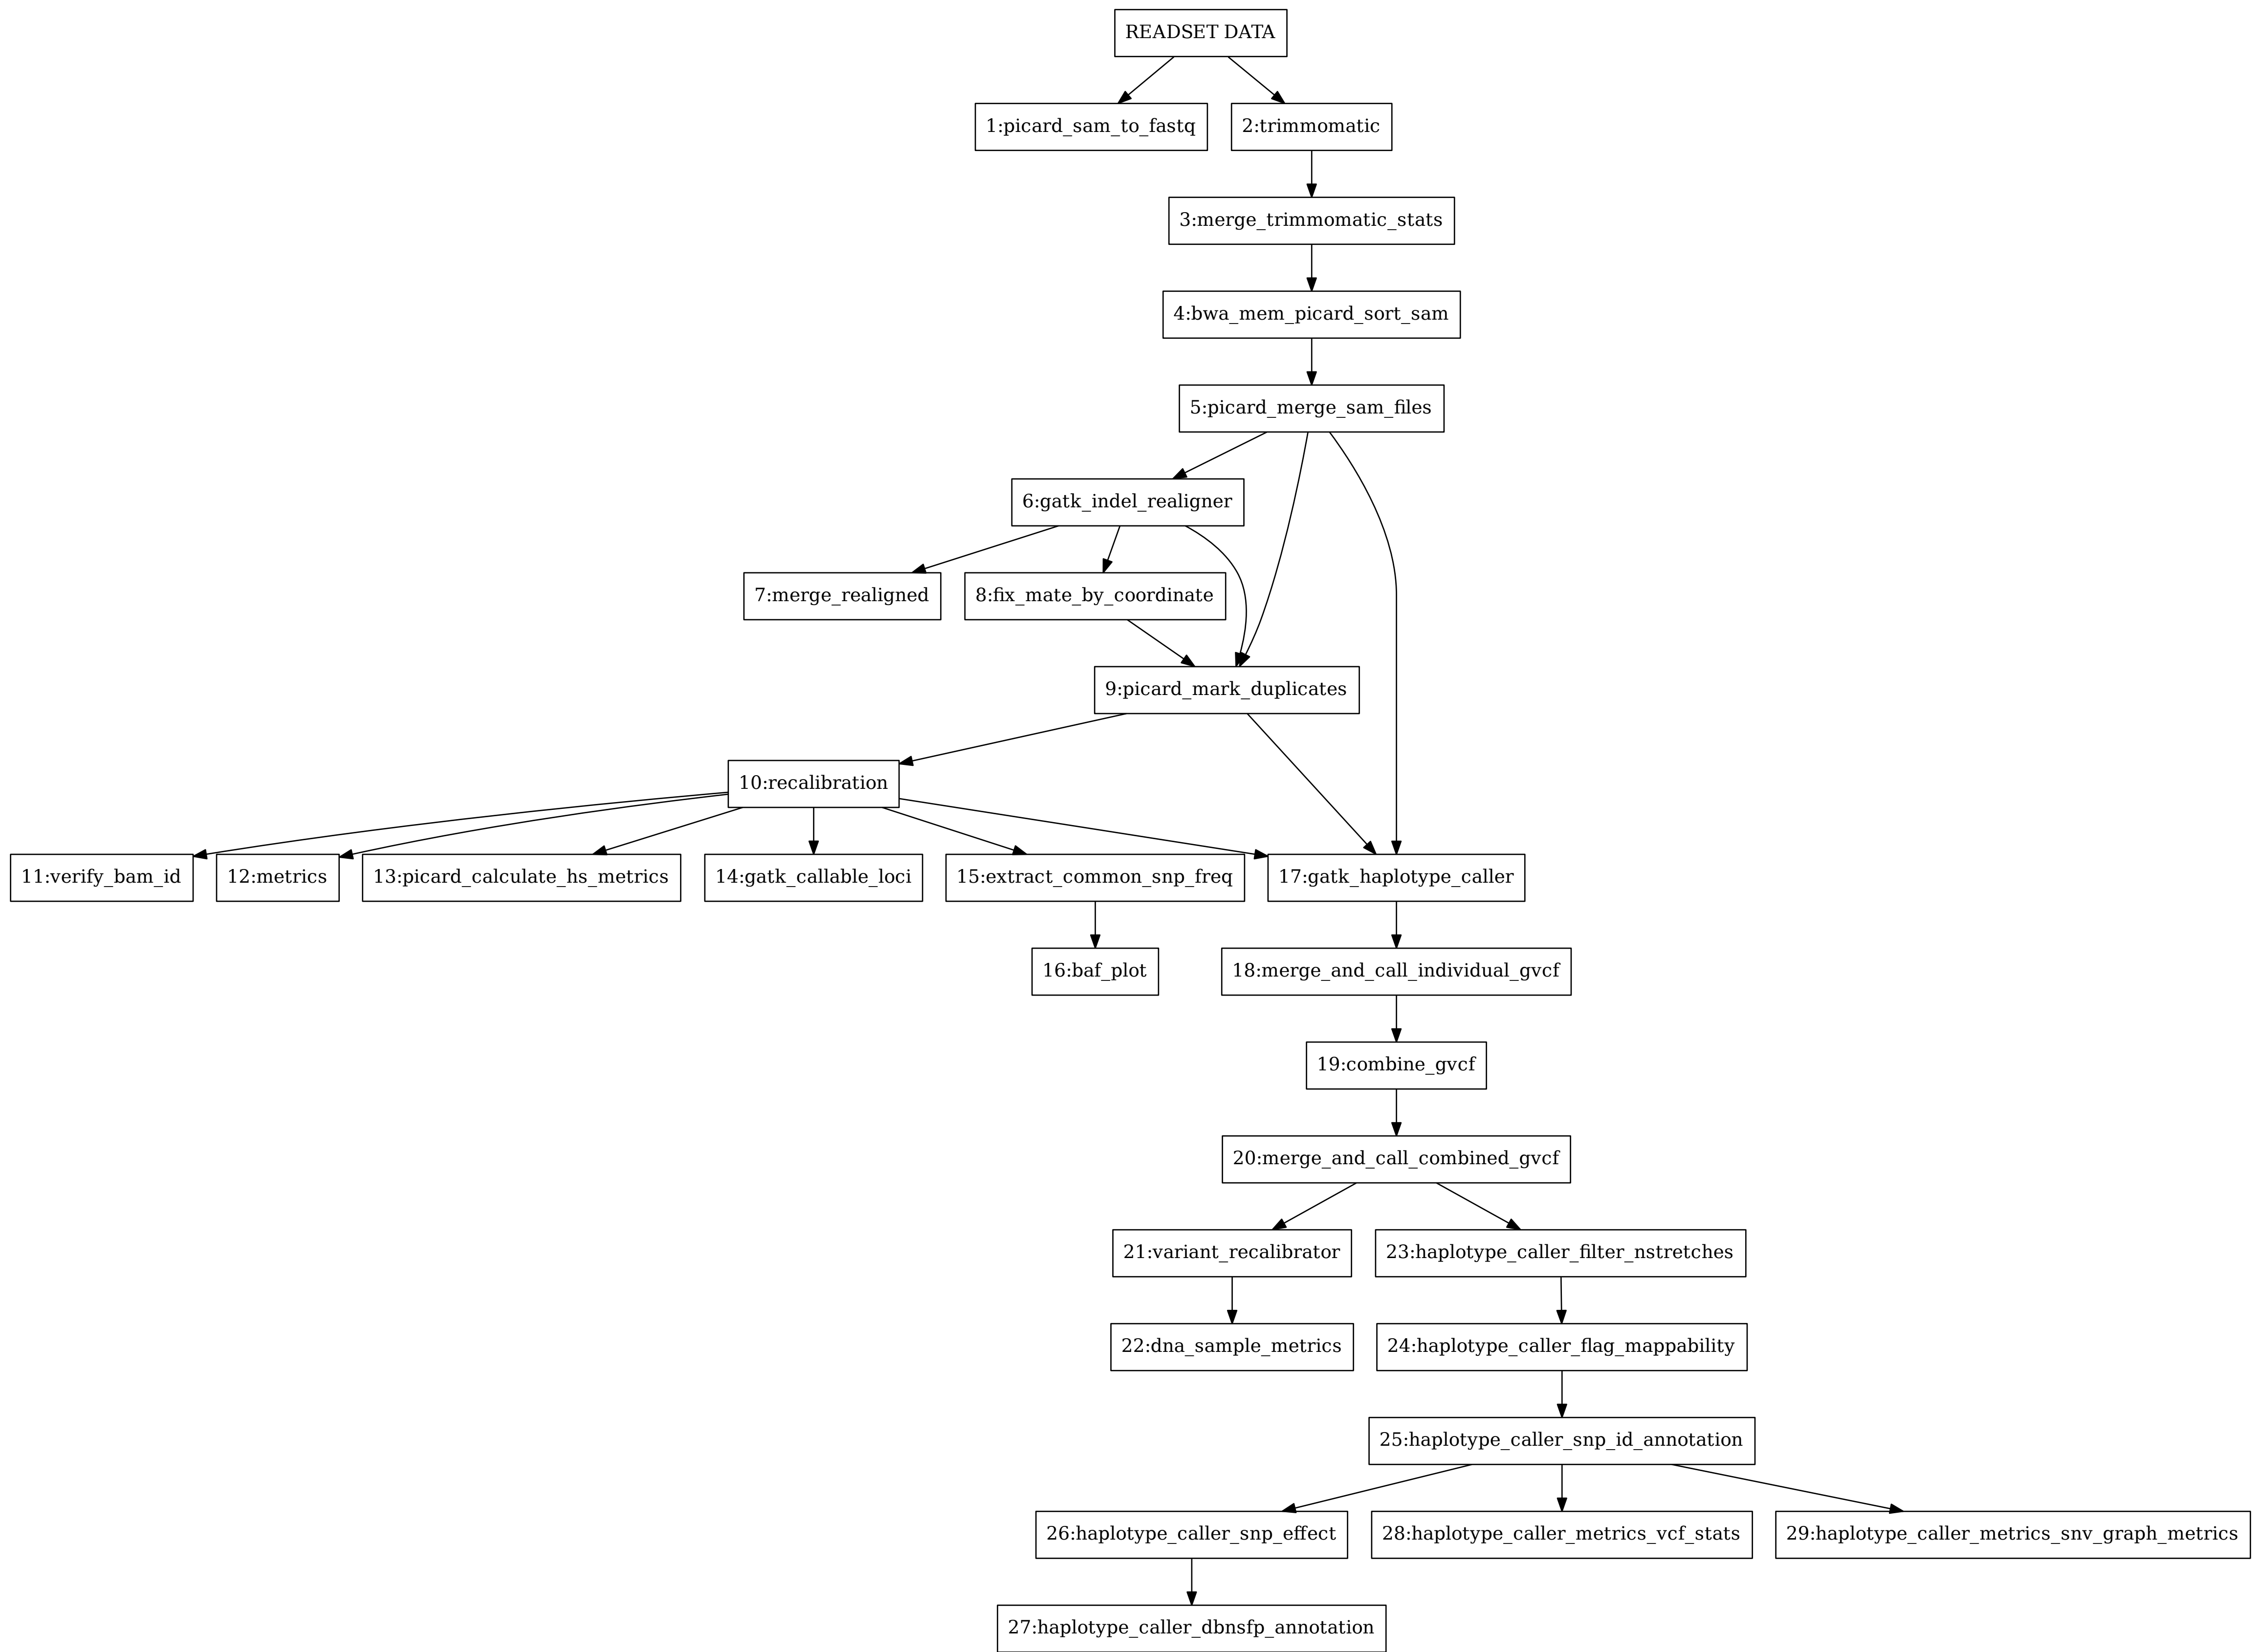 READSET DATA
1:picard_sam_to_fastq
2:trimmomatic
3:merge_trimmomatic_stats
4:bwa_mem_picard_sort_sam
5:picard_merge_sam_files
6:gatk_indel_realigner
7:merge_realigned
8:fix_mate_by_coordinate
9:picard_mark_duplicates
10:recalibration
11:verify_bam_id
12:metrics
13:picard_calculate_hs_metrics
14:gatk_callable_loci
15:extract_common_snp_freq
17:gatk_haplotype_caller
16:baf_plot
18:merge_and_call_individual_gvcf
19:combine_gvcf
20:merge_and_call_combined_gvcf
21:variant_recalibrator
23:haplotype_caller_filter_nstretches
22:dna_sample_metrics
24:haplotype_caller_flag_mappability
25:haplotype_caller_snp_id_annotation
26:haplotype_caller_snp_effect
28:haplotype_caller_metrics_vcf_stats
29:haplotype_caller_metrics_snv_graph_metrics
27:haplotype_caller_dbnsfp_annotation